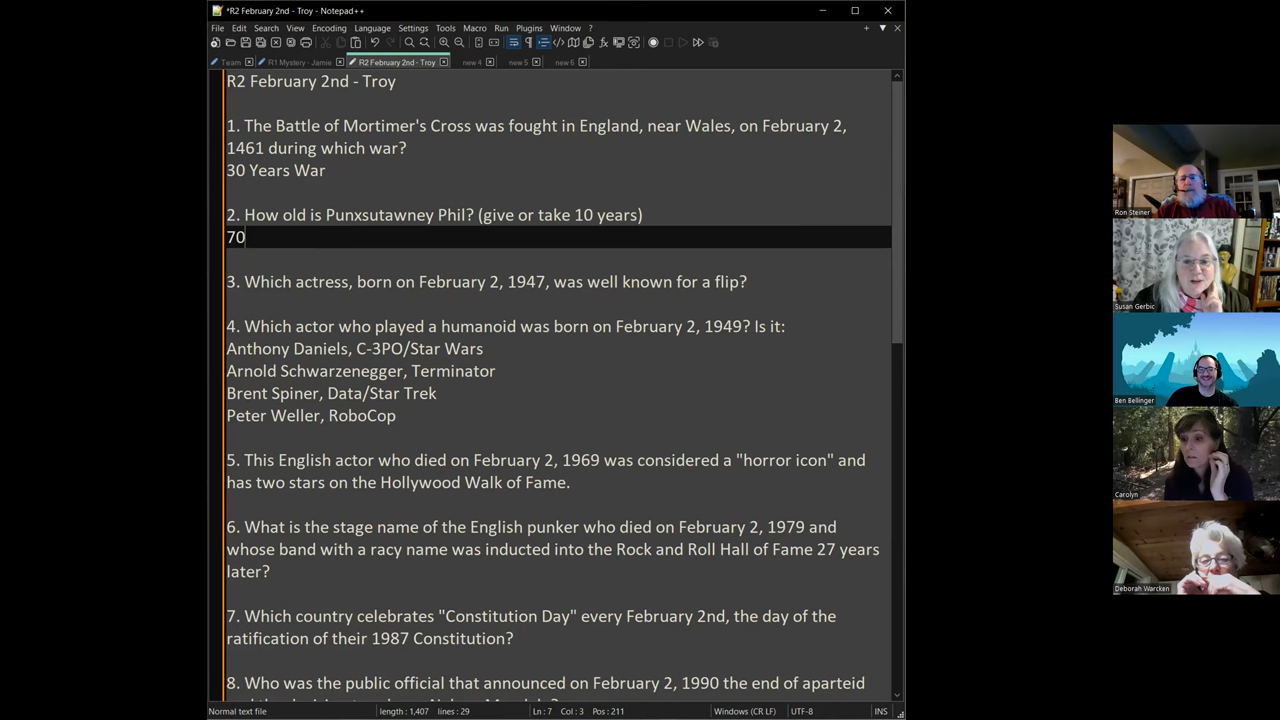 *R2 February 2nd - Troy - Notepad++
File Edit Search View Encoding Language Settings Tools Macro Run Plugins Window ?
Team R1 Mystery - Jamie R2 February 2nd - Troy new 4 new 5 new 6
R2 February 2nd - Troy
1. The Battle of Mortimer's Cross was fought in England, near Wales, on February 2,
1461 during which war?
30 Years War
2. How old is Punxsutawney Phil? (give or take 10 years)
70
3. Which actress, born on February 2, 1947, was well known for a flip?
4. Which actor who played a humanoid was born on February 2, 1949? Is it:
Anthony Daniels, C-3PO/Star Wars
Arnold Schwarzenegger, Terminator
Brent Spiner, Data/Star Trek
Peter Weller, RoboCop
5. This English actor who died on February 2, 1969 was considered a "horror icon" and
has two stars on the Hollywood Walk of Fame.
6. What is the stage name of the English punker who died on February 2, 1979 and
whose band with a racy name was inducted into the Rock and Roll Hall of Fame 27 years
later?
7. Which country celebrates "Constitution Day" every February 2nd, the day of the
ratification of their 1987 Constitution?
8. Who was the public official that announced on February 2, 1990 the end of aparteid
Normal text file length : 1,407 lines : 29 Ln : 7 Col : 3 Pos : 211 Windows (CR LF) UTF-8 INS
Ron Steiner
Susan Gerbic
Ben Bellinger
Carolyn
Deborah Warcken